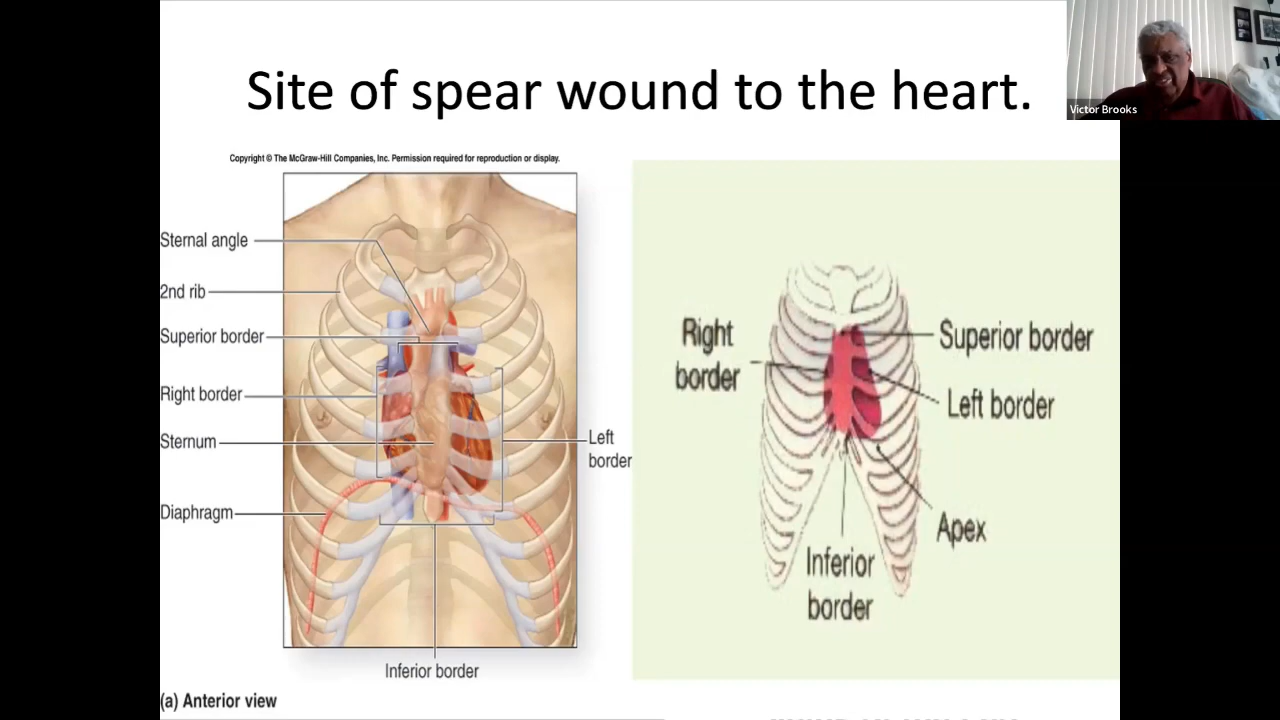 Site of spear wound to the heart.
Victor Brooks
Copyright © The McGraw-Hill Companies, Inc. Permission required for reproduction or display.
Sternal angle
2nd rib
Superior border
Right border
Sternum
Diaphragm
Left
border
Inferior border
(a) Anterior view
Right
border
Superior border
Left border
Apex
Inferior
border